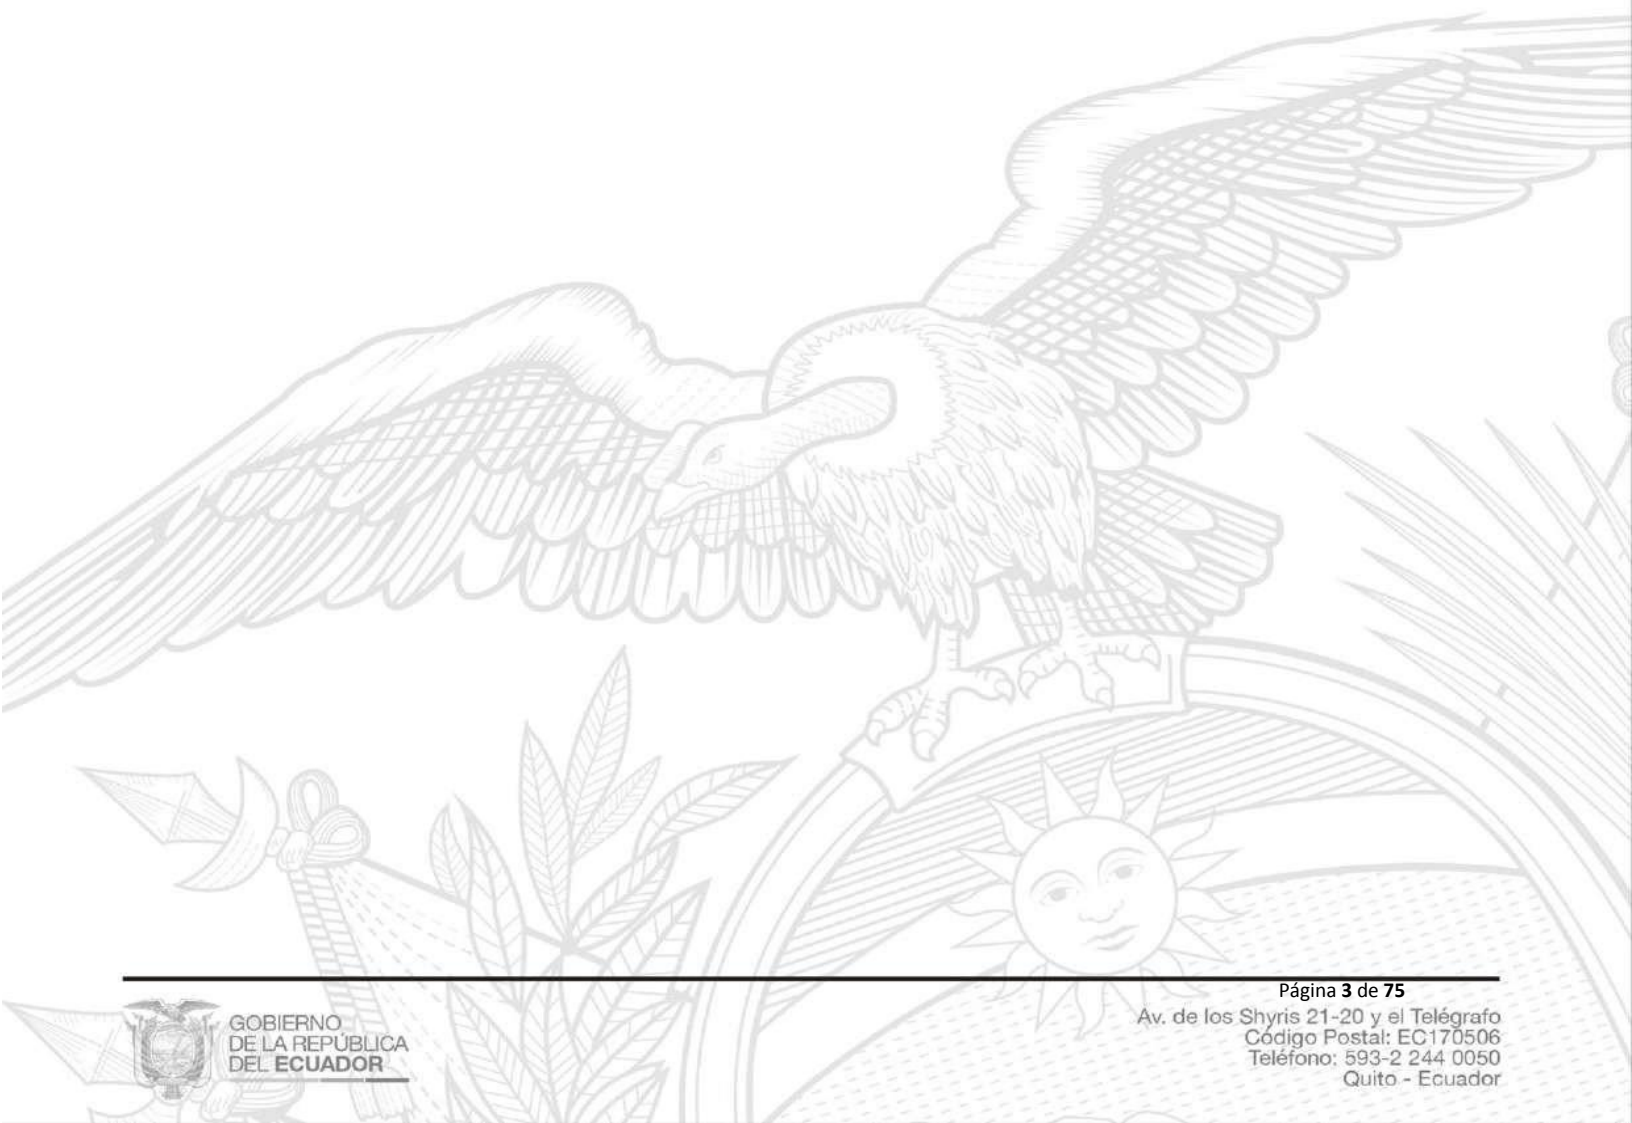 Página 3 de 75
GOBIERNO
DE LA REPÚBLICA
DEL ECUADOR
Av. de los Shyris 21-20 y el Telégrafo
Código Postal: EC170506
Teléfono: 593-2 244 0050
Quito - Ecuador